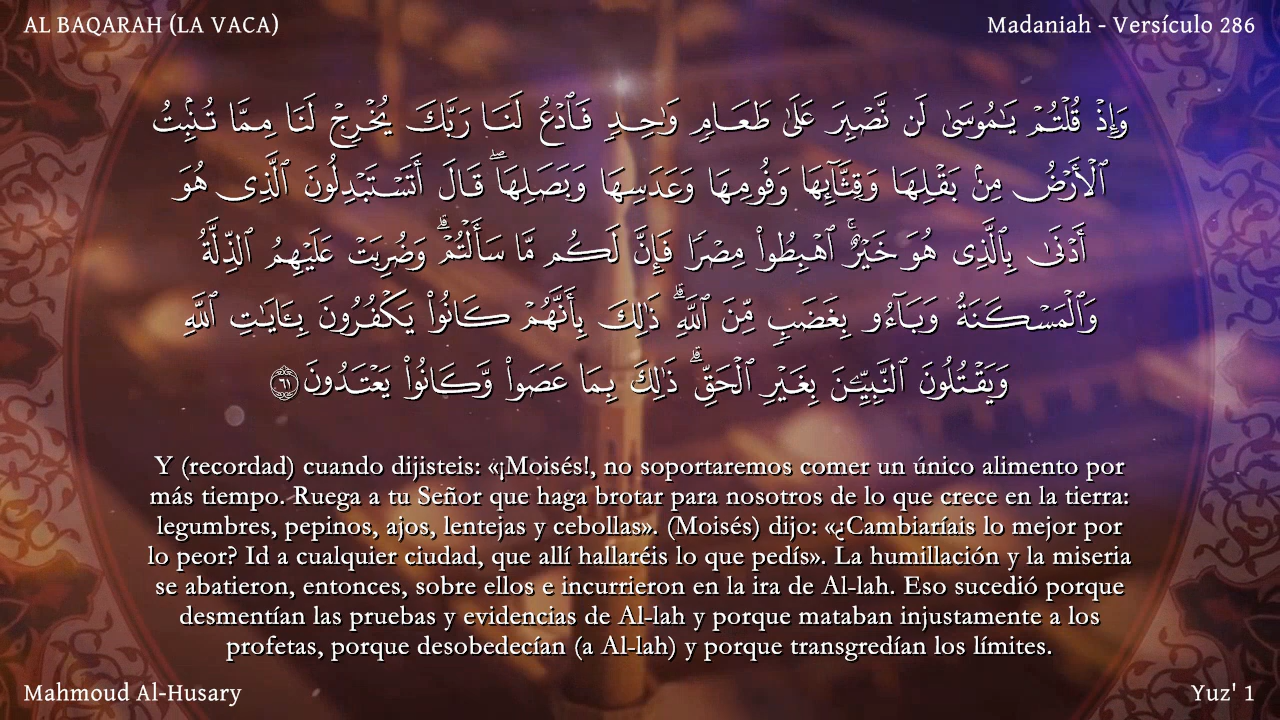 AL BAQARAH (LA VACA)
Madaniah - Versículo 286
وَإِذْ قُلْتُمْ يَـٰمُوسَىٰ لَن نَّصْبِرَ عَلَىٰ طَعَامٍ وَٰحِدٍ فَٱدْعُ لَنَا رَبَّكَ يُخْرِجْ لَنَا مِمَّا تُنۢبِتُ
ٱلْأَرْضُ مِنۢ بَقْلِهَا وَقِثَّآئِهَا وَفُومِهَا وَعَدَسِهَا وَبَصَلِهَا ۖ قَالَ أَتَسْتَبْدِلُونَ ٱلَّذِى هُوَ
أَدْنَىٰ بِٱلَّذِى هُوَ خَيْرٌ ۚ ٱهْبِطُوا۟ مِصْرًا فَإِنَّ لَكُم مَّا سَأَلْتُمْ ۗ وَضُرِبَتْ عَلَيْهِمُ ٱلذِّلَّةُ
وَٱلْمَسْكَنَةُ وَبَآءُو بِغَضَبٍ مِّنَ ٱللَّهِ ۗ ذَٰلِكَ بِأَنَّهُمْ كَانُوا۟ يَكْفُرُونَ بِـَٔايَـٰتِ ٱللَّهِ
وَيَقْتُلُونَ ٱلنَّبِيِّـۧنَ بِغَيْرِ ٱلْحَقِّ ۗ ذَٰلِكَ بِمَا عَصَوا۟ وَّكَانُوا۟ يَعْتَدُونَ ٦١
Y (recordad) cuando dijisteis: «¡Moisés!, no soportaremos comer un único alimento por
más tiempo. Ruega a tu Señor que haga brotar para nosotros de lo que crece en la tierra:
legumbres, pepinos, ajos, lentejas y cebollas». (Moisés) dijo: «¿Cambiaríais lo mejor por
lo peor? Id a cualquier ciudad, que allí hallaréis lo que pedís». La humillación y la miseria
se abatieron, entonces, sobre ellos e incurrieron en la ira de Al-lah. Eso sucedió porque
desmentían las pruebas y evidencias de Al-lah y porque mataban injustamente a los
profetas, porque desobedecían (a Al-lah) y porque transgredían los límites.
Mahmoud Al-Husary
Yuz' 1